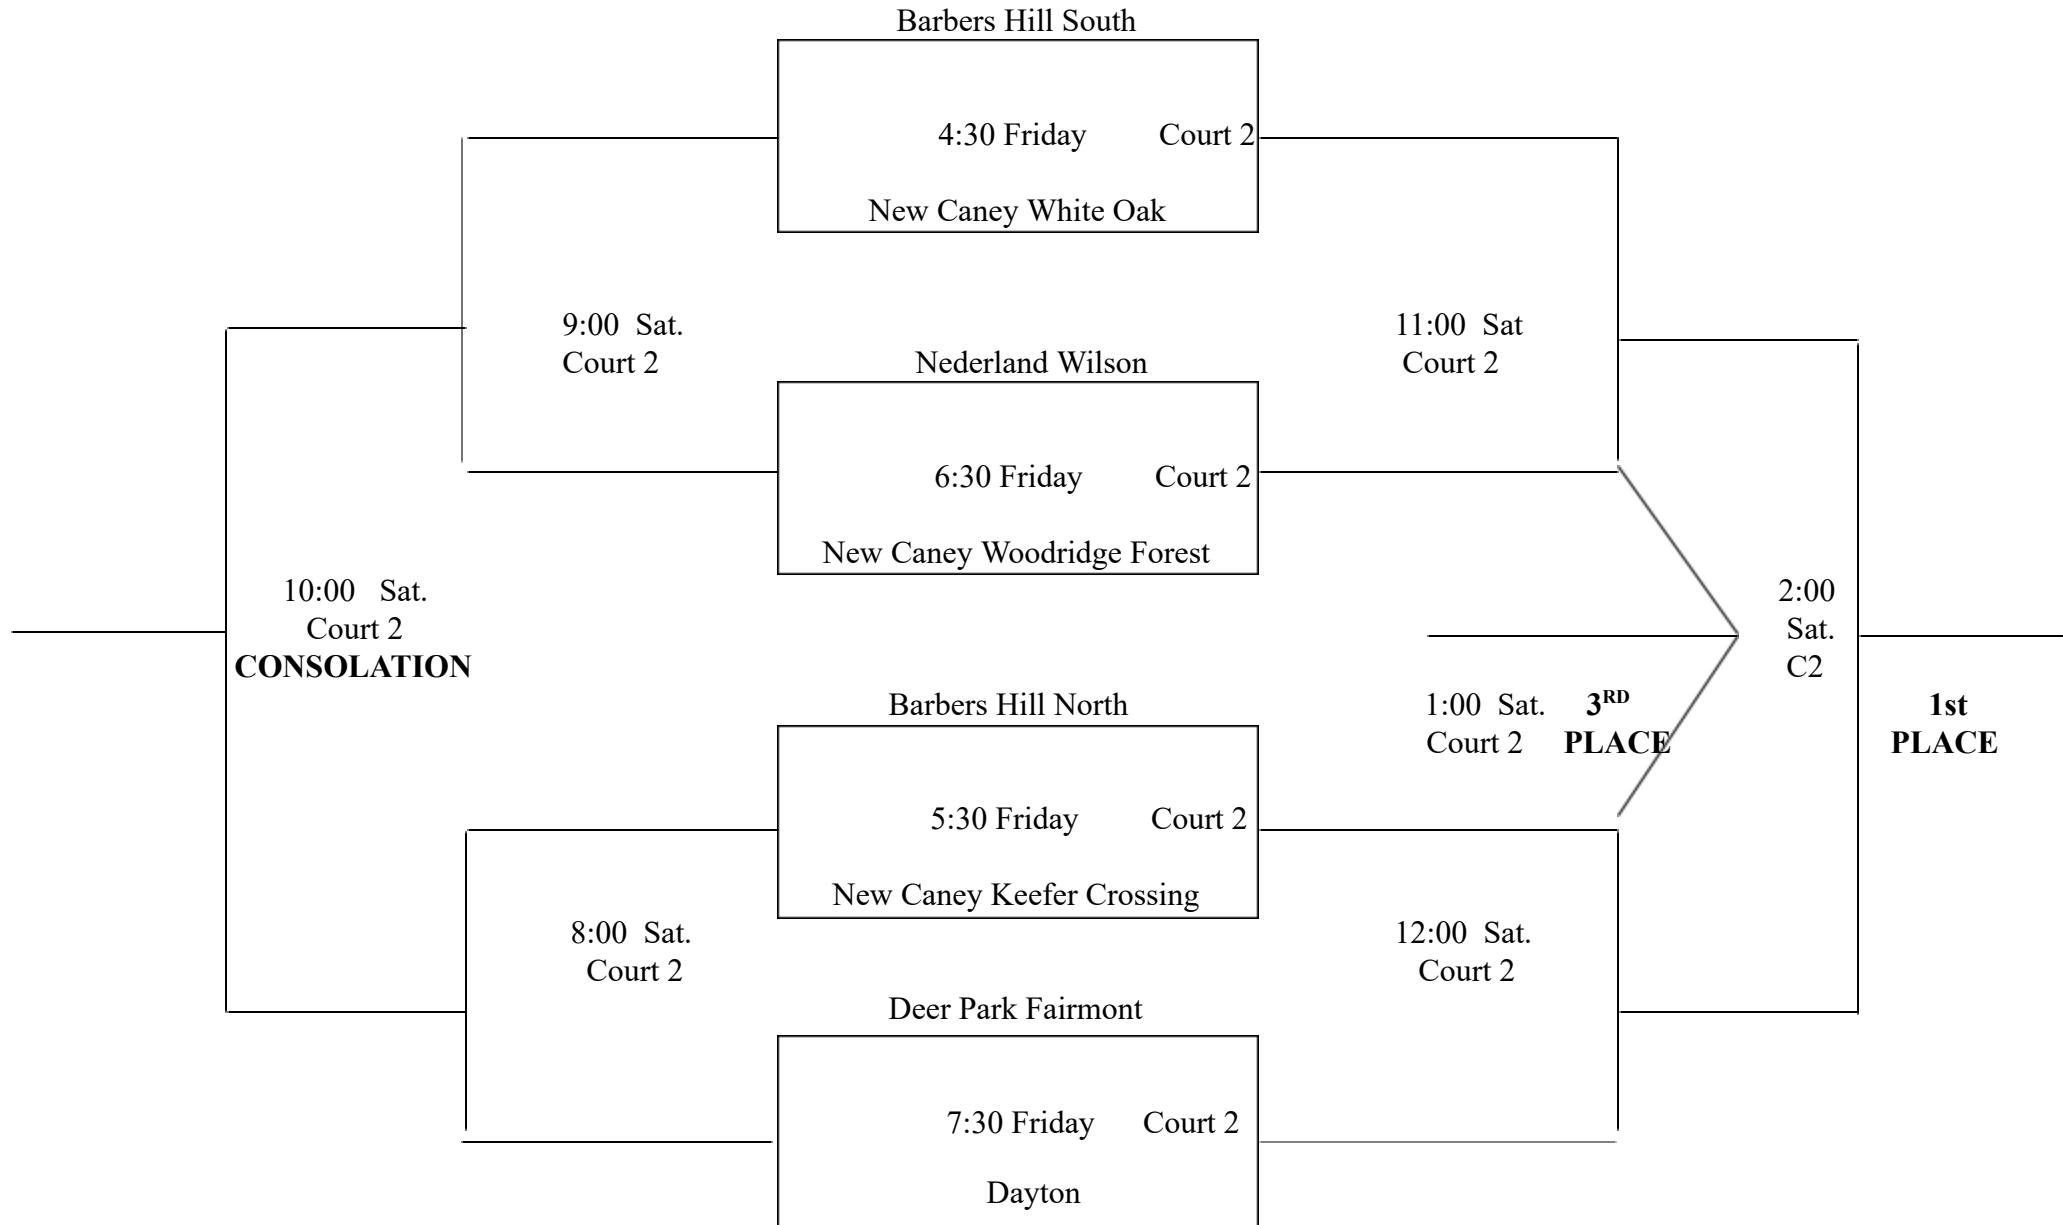 Barbers Hill South
4:30 Friday Court 2
New Caney White Oak
9:00 Sat.
Court 2
11:00 Sat
Court 2
Nederland Wilson
6:30 Friday Court 2
New Caney Woodridge Forest
10:00 Sat.
Court 2
CONSOLATION
2:00
Sat.
C2
Barbers Hill North
1:00 Sat. 3RD
Court 2 PLACE
1st
PLACE
5:30 Friday Court 2
New Caney Keefer Crossing
8:00 Sat.
Court 2
12:00 Sat.
Court 2
Deer Park Fairmont
7:30 Friday Court 2
Dayton